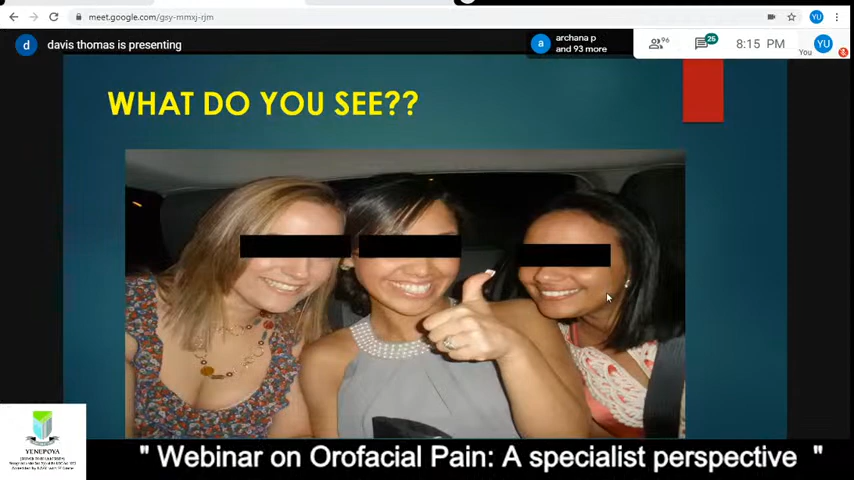 meet.google.com/gsy-mmxj-rjm
YU
d davis thomas is presenting
a archana p
and 93 more
96
25
8:15 PM
You
YU
WHAT DO YOU SEE??
YENEPOYA
" Webinar on Orofacial Pain: A specialist perspective "